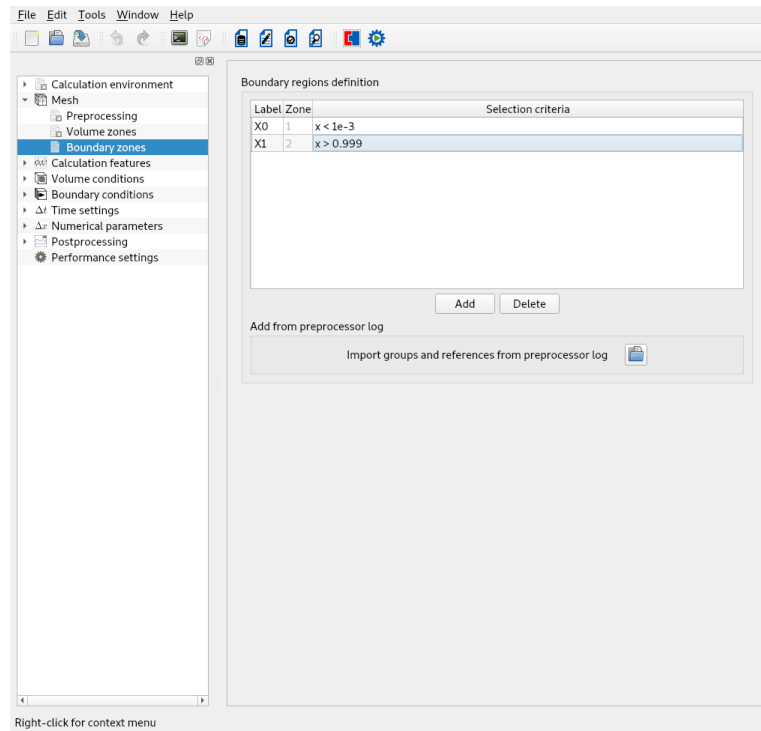 File Edit Tools Window Help
Calculation environment
Mesh
Preprocessing
Volume zones
Boundary zones
Calculation features
Volume conditions
Boundary conditions
Δt Time settings
Δx Numerical parameters
Postprocessing
Performance settings
Boundary regions definition
Label Zone Selection criteria
X0 1 x < 1e-3
X1 2 x > 0.999
Add Delete
Add from preprocessor log
Import groups and references from preprocessor log
Right-click for context menu